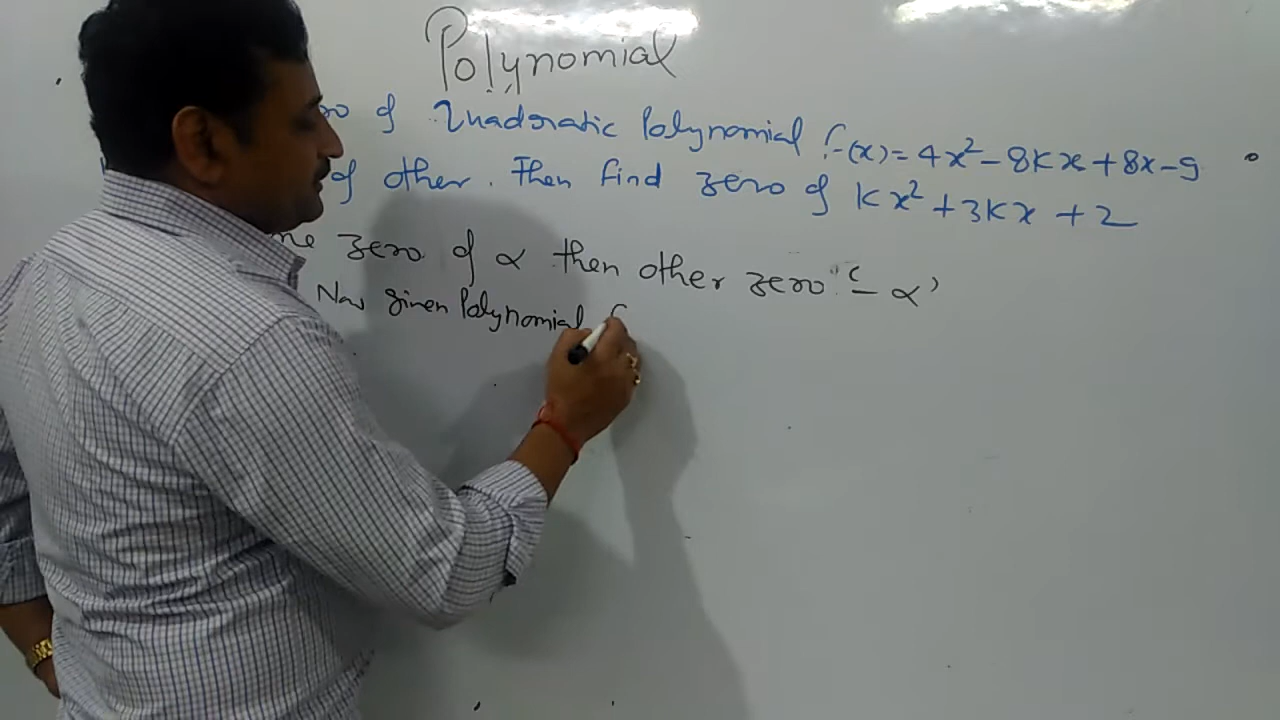 Polynomial
of Quadratic Polynomial f(x) = 4x² - 8kx + 8x - 9
of other. Then find zero of kx² + 3kx + 2
zero of α then other zero '- α'
Now given Polynomial